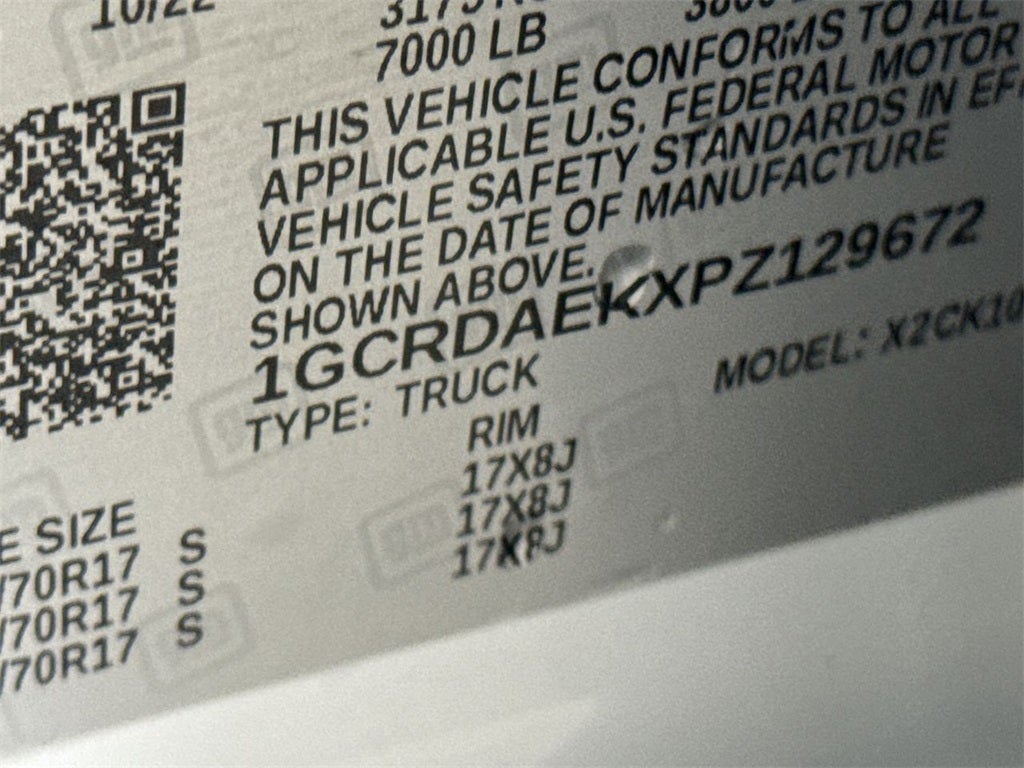 10/22
7000 LB
THIS VEHICLE CONFORMS TO ALL
APPLICABLE U.S. FEDERAL MOTOR
VEHICLE SAFETY STANDARDS IN
ON THE DATE OF MANUFACTURE
SHOWN ABOVE.
1GCRDAEKXPZ129672
TYPE: TRUCK MODEL: X2CK10
RIM
17X8J
17X8J
17X8J
E SIZE
/70R17 S
/70R17 S
/70R17 S